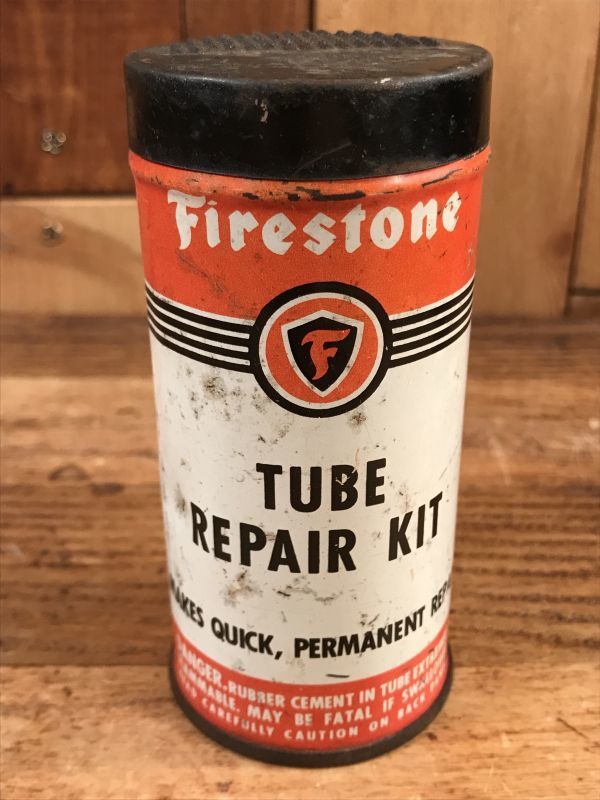 Firestone
F
TUBE
REPAIR KIT
MAKES QUICK, PERMANENT
DANGER. RUBBER CEMENT IN TUBE
MAY BE FATAL IF
CAREFULLY CAUTION ON BACK